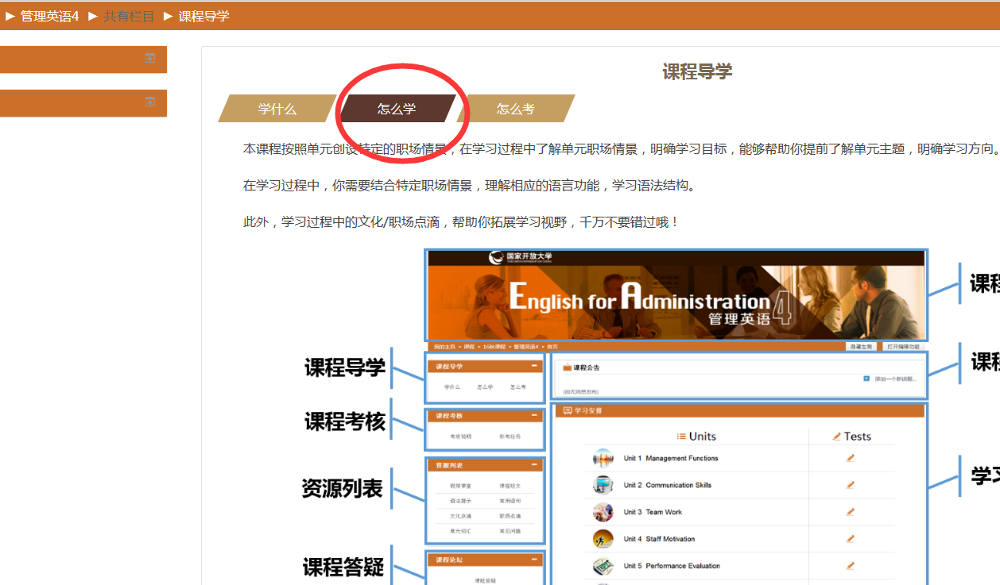 ▶ 管理英语4 ▶ 共有栏目 ▶ 课程导学
课程导学
学什么 怎么学 怎么考
本课程按照单元创设特定的职场情景，在学习过程中了解单元职场情景，明确学习目标，能够帮助你提前了解单元主题，明确学习方向。
在学习过程中，你需要结合特定职场情景，理解相应的语言功能，学习语法结构。
此外，学习过程中的文化/职场点滴，帮助你拓展学习视野，千万不要错过哦！
国家开放大学
English for Administration 4
管理英语
课程
我的主页 • 课程 • 16秋课程 • 管理英语4 • 首页
隐藏左侧 打开编辑功能
课程导学
课程导学
学什么 怎么学 怎么考
课程公告
添加一个新话题...
(尚无消息发布)
课程
课程考核
课程考核
考核说明 形考任务
学习安排
Units Tests
Unit 1 Management Functions
Unit 2 Communication Skills
Unit 3 Team Work
Unit 4 Staff Motivation
Unit 5 Performance Evaluation
学习
资源列表
资源列表
视频课堂 课程短文
语法提示 常用语句
文化点滴 职场点滴
单元词汇 常见问题
课程答疑
课程论坛
课程答疑